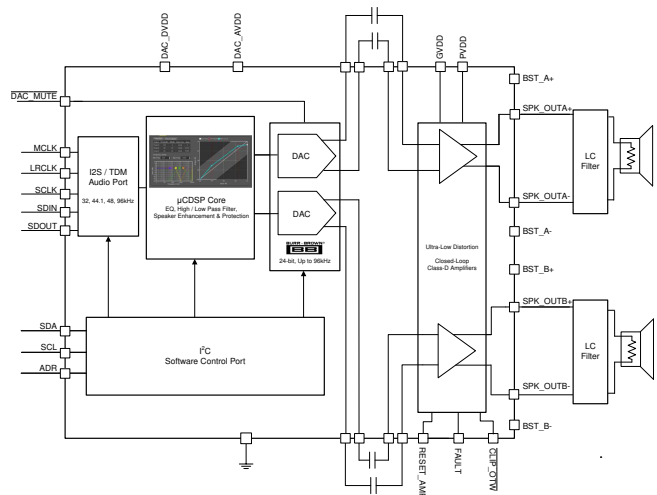 DAC_DVDD
DAC_AVDD
GVDD
PVDD
BST_A+
DAC_MUTE
SPK_OUTA+
MCLK
LRCLK
SCLK
SDIN
SDOUT
I2S / TDM
Audio Port
32, 44.1, 48, 96kHz
µCDSP Core
EQ, High / Low Pass Filter,
Speaker Enhancement & Protection
DAC
DAC
BURR-BROWN
BB
24-bit, Up to 96kHz
LC
Filter
SPK_OUTA-
BST_A-
Ultra-Low Distortion
Closed-Loop
Class-D Amplifiers
BST_B+
SPK_OUTB+
SDA
SCL
ADR
I2C
Software Control Port
LC
Filter
SPK_OUTB-
BST_B-
RESET_AMP
FAULT
CLIP_OTW